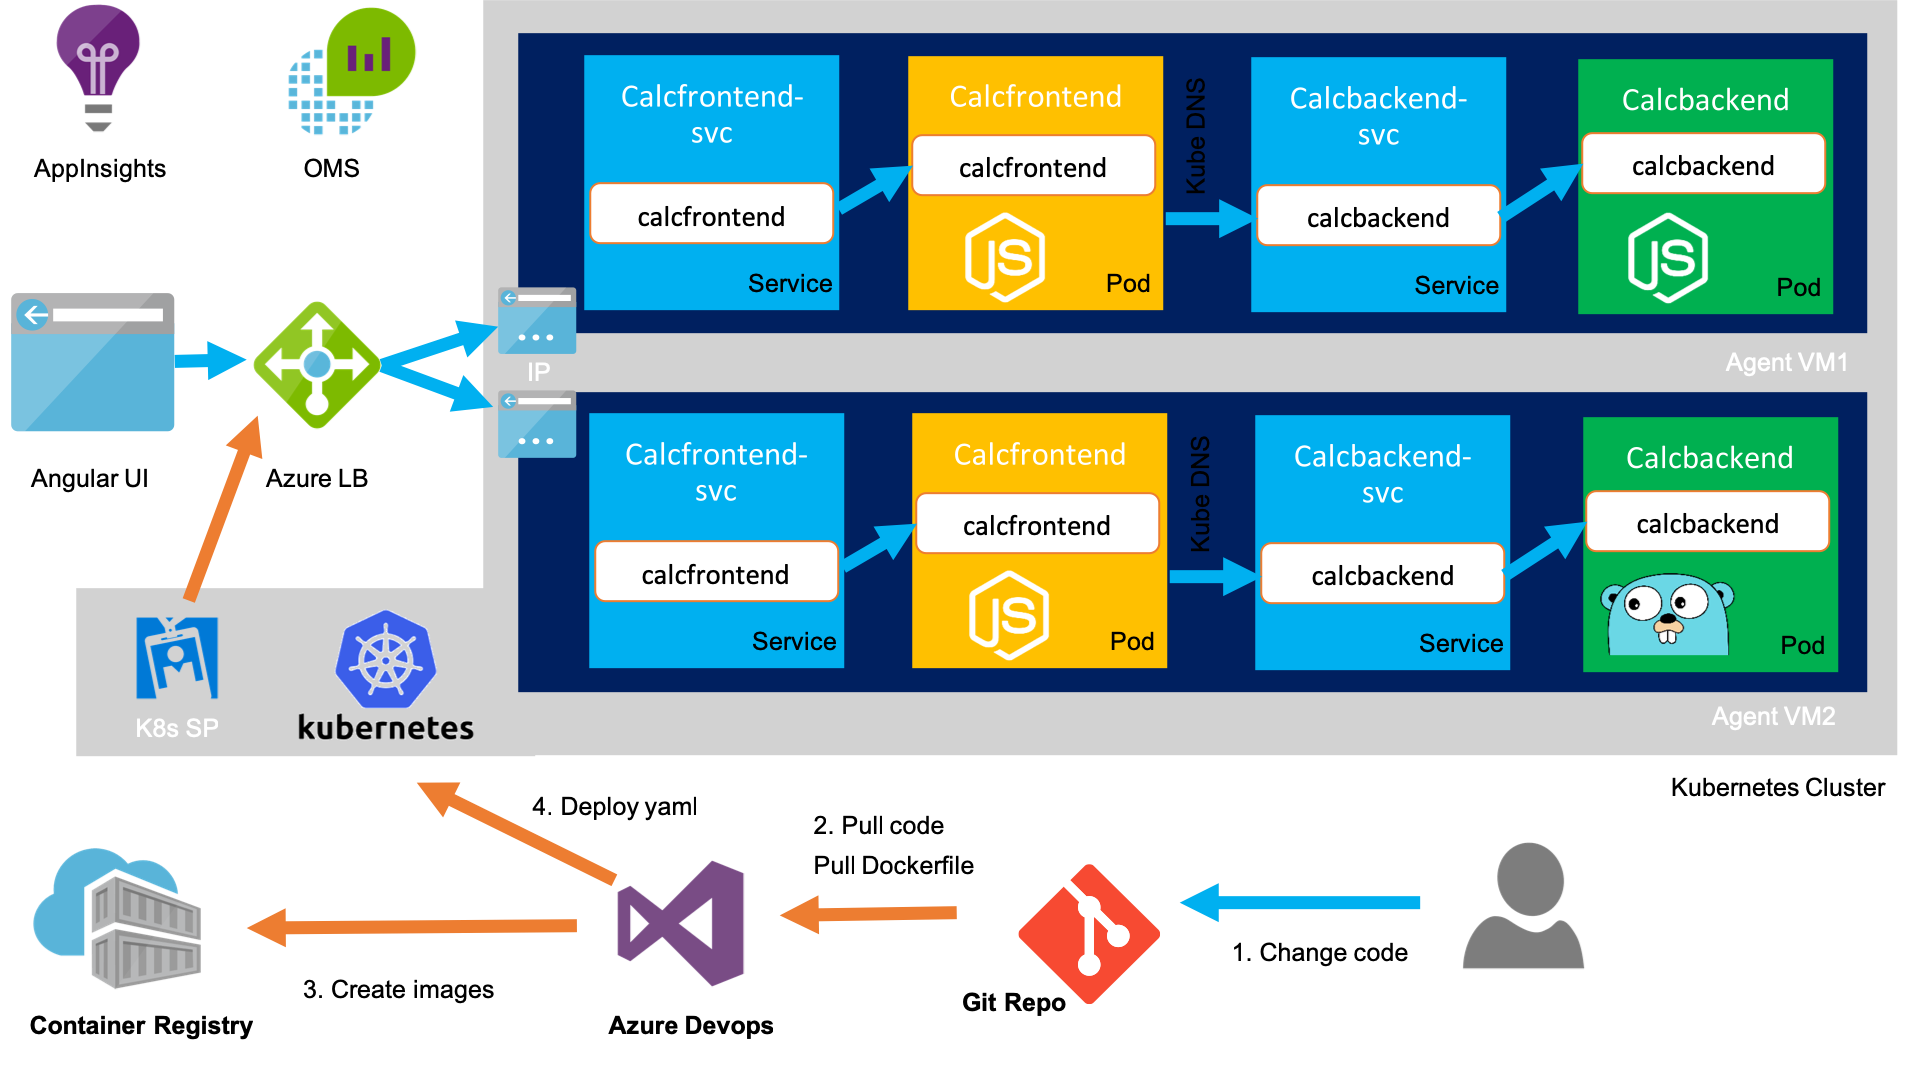 AppInsights
OMS
Calcfrontend-
svc
calcfrontend
Service
Calcfrontend
calcfrontend
JS
Pod
Kube DNS
Calcbackend-
svc
calcbackend
Service
Calcbackend
calcbackend
JS
Pod
Agent VM1
IP
Angular UI
Azure LB
Calcfrontend-
svc
calcfrontend
Service
Calcfrontend
calcfrontend
JS
Pod
Kube DNS
Calcbackend-
svc
calcbackend
Service
Calcbackend
calcbackend
Pod
Agent VM2
K8s SP
kubernetes
Kubernetes Cluster
4. Deploy yaml
2. Pull code
Pull Dockerfile
1. Change code
3. Create images
Container Registry
Azure Devops
Git Repo